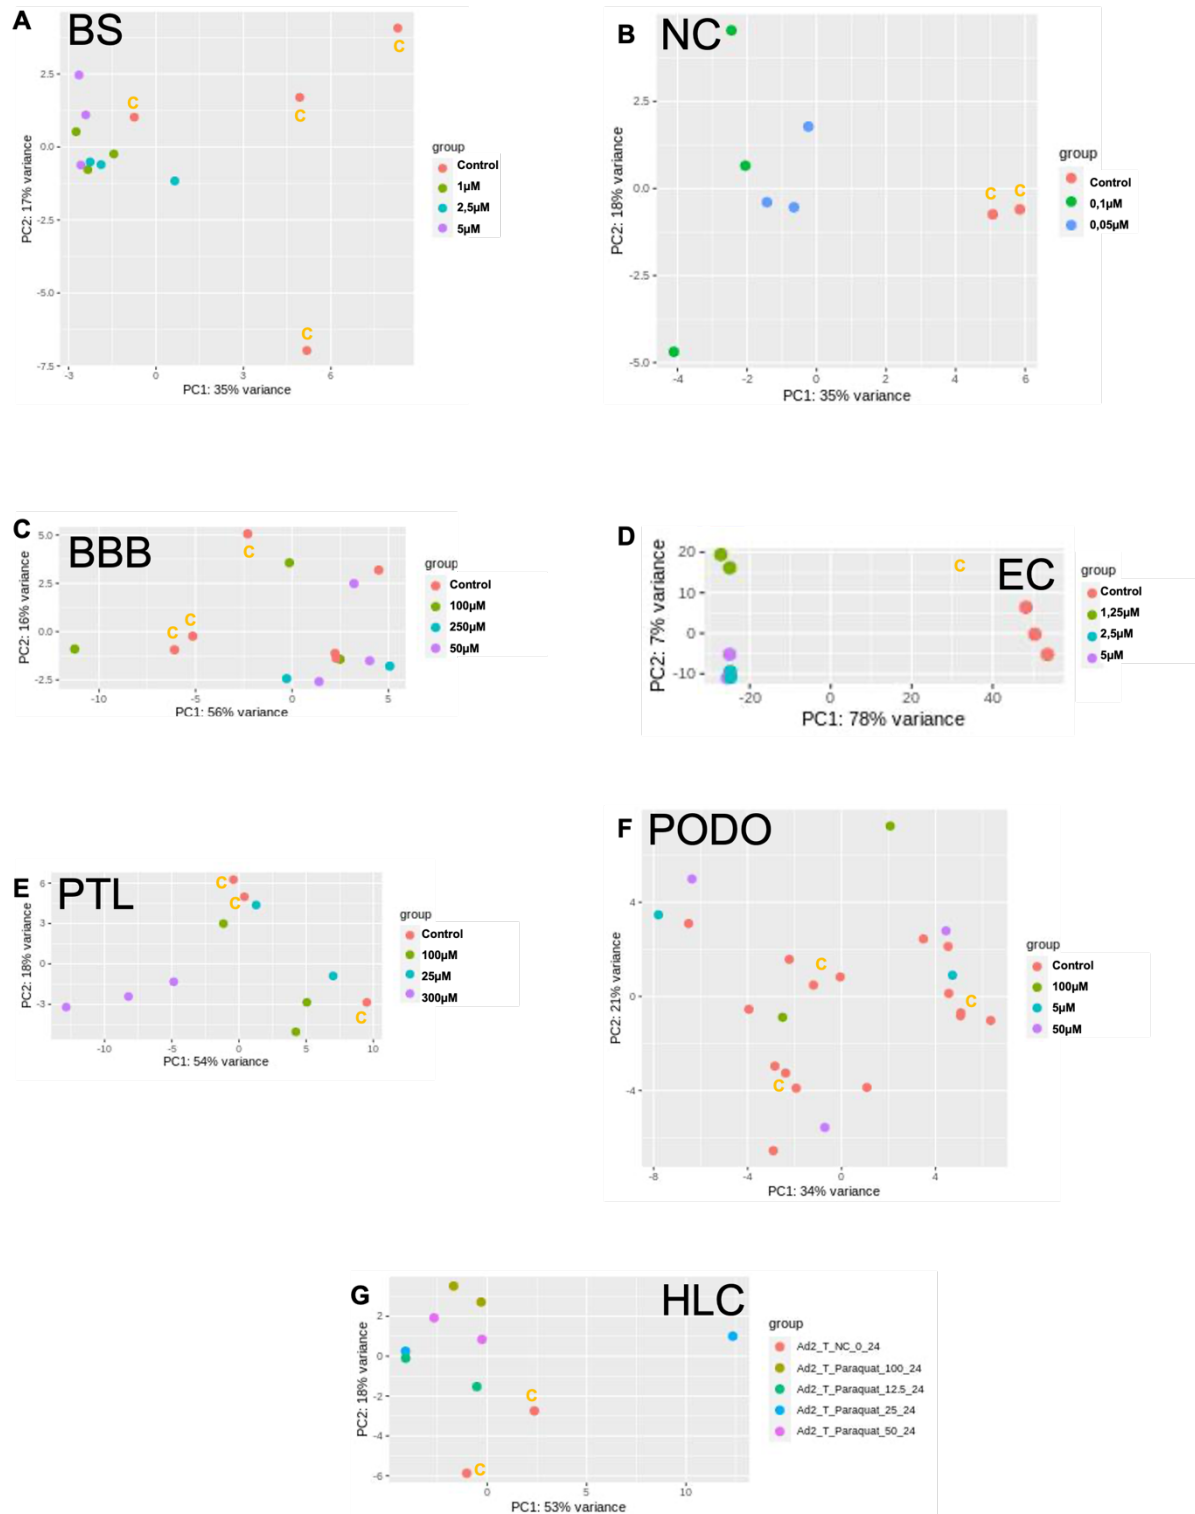 A BS
C
C
C
C
2.5
0.0
-2.5
-5.0
-7.5
-3 0 3 6
PC2: 17% variance
PC1: 35% variance
group
Control
1µM
2,5µM
5µM
B NC
C C
2.5
0.0
-2.5
-5.0
-4 -2 0 2 4 6
PC2: 18% variance
PC1: 35% variance
group
Control
0,1µM
0,05µM
C BBB
C
C
C
5.0
2.5
0.0
-2.5
-10 -5 0 5
PC2: 16% variance
PC1: 56% variance
group
Control
100µM
250µM
50µM
D EC
C
20
10
0
-10
-20 0 20 40
PC2: 7% variance
PC1: 78% variance
group
Control
1,25µM
2,5µM
5µM
E PTL
C
C
C
6
3
0
-3
-10 -5 0 5 10
PC2: 18% variance
PC1: 54% variance
group
Control
100µM
25µM
300µM
F PODO
C
C
C
4
0
-4
-8 -4 0 4
PC2: 21% variance
PC1: 34% variance
group
Control
100µM
5µM
50µM
G HLC
C
C
2
0
-2
-4
-6
0 5 10
PC2: 18% variance
PC1: 53% variance
group
Ad2_T_NC_0_24
Ad2_T_Paraquat_100_24
Ad2_T_Paraquat_12.5_24
Ad2_T_Paraquat_25_24
Ad2_T_Paraquat_50_24